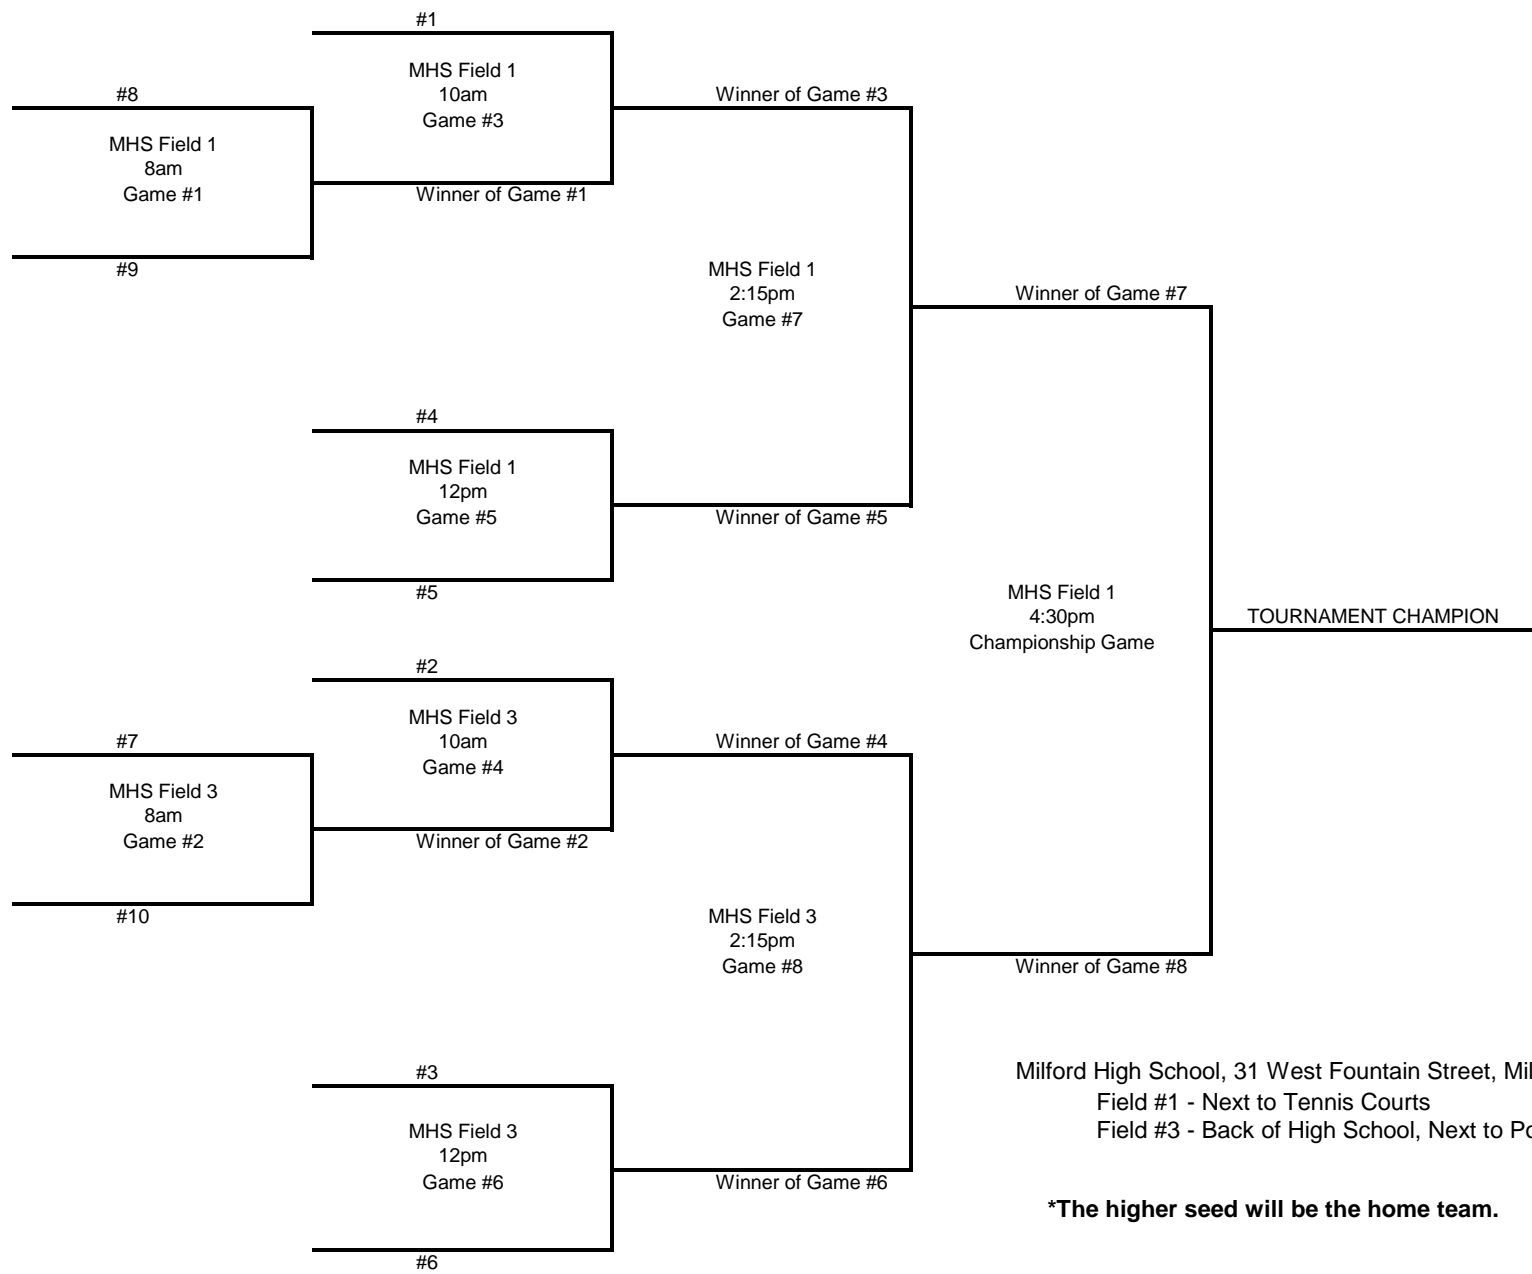 #1
MHS Field 1
10am
Game #3
#8
Winner of Game #3
MHS Field 1
8am
Game #1
Winner of Game #1
#9
MHS Field 1
2:15pm
Game #7
Winner of Game #7
#4
MHS Field 1
12pm
Game #5
Winner of Game #5
#5
MHS Field 1
4:30pm
Championship Game
TOURNAMENT CHAMPION
#2
MHS Field 3
10am
Game #4
#7
Winner of Game #4
MHS Field 3
8am
Game #2
Winner of Game #2
#10
MHS Field 3
2:15pm
Game #8
Winner of Game #8
#3
MHS Field 3
12pm
Game #6
Winner of Game #6
#6
Milford High School, 31 West Fountain Street,
Field #1 - Next to Tennis Courts
Field #3 - Back of High School, Next to
*The higher seed will be the home team.